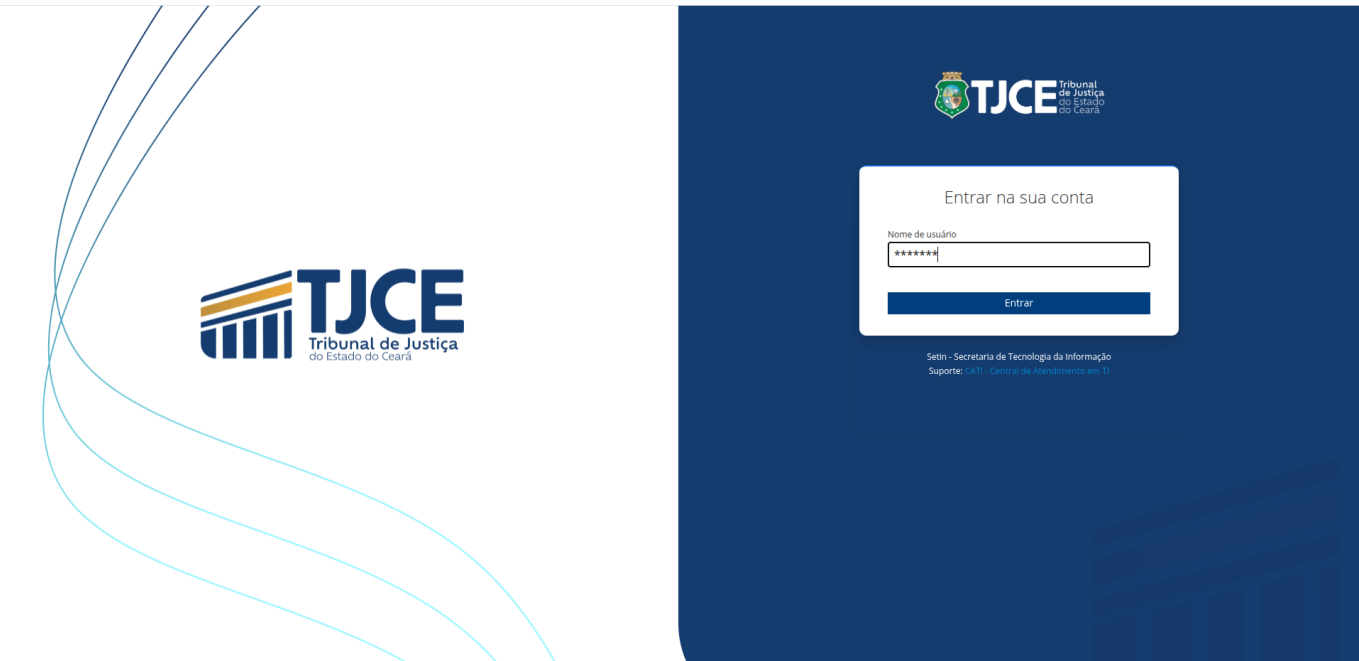 TJCE
Tribunal de Justiça
do Estado do Ceará
TJCE
Tribunal
de Justiça
do Estado
do Ceará
Entrar na sua conta
Nome de usuário
*******
Entrar
Setin - Secretaria de Tecnologia da Informação
Suporte: CATI - Central de Atendimento em TI